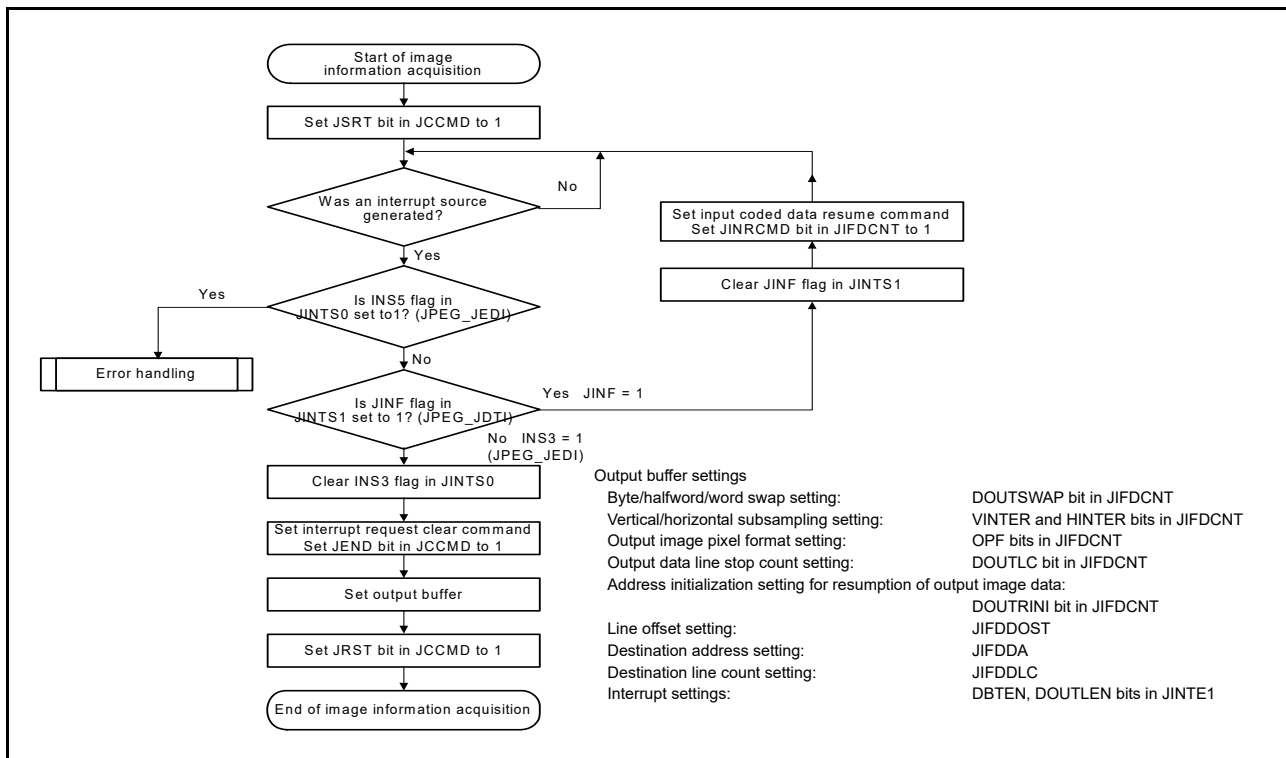 Start of image
information acquisition
Set JSRT bit in JCCMD to 1
Was an interrupt source
generated?
No
Yes
Set input coded data resume command
Set JINRCMD bit in JIFDCNT to 1
Clear JINF flag in JINTS1
Is INS5 flag in
JINTS0 set to1? (JPEG_JEDI)
Yes
Error handling
No
Is JINF flag in
JINTS1 set to 1? (JPEG_JDTI)
Yes JINF = 1
No INS3 = 1
(JPEG_JEDI)
Clear INS3 flag in JINTS0
Set interrupt request clear command
Set JEND bit in JCCMD to 1
Set output buffer
Set JRST bit in JCCMD to 1
End of image information acquisition
Output buffer settings
Byte/halfword/word swap setting: DOUTSWAP bit in JIFDCNT
Vertical/horizontal subsampling setting: VINTER and HINTER bits in JIFDCNT
Output image pixel format setting: OPF bits in JIFDCNT
Output data line stop count setting: DOUTLC bit in JIFDCNT
Address initialization setting for resumption of output image data:
DOUTRINI bit in JIFDCNT
Line offset setting: JIFDDOST
Destination address setting: JIFDDA
Destination line count setting: JIFDDLC
Interrupt settings: DBTEN, DOUTLEN bits in JINTE1